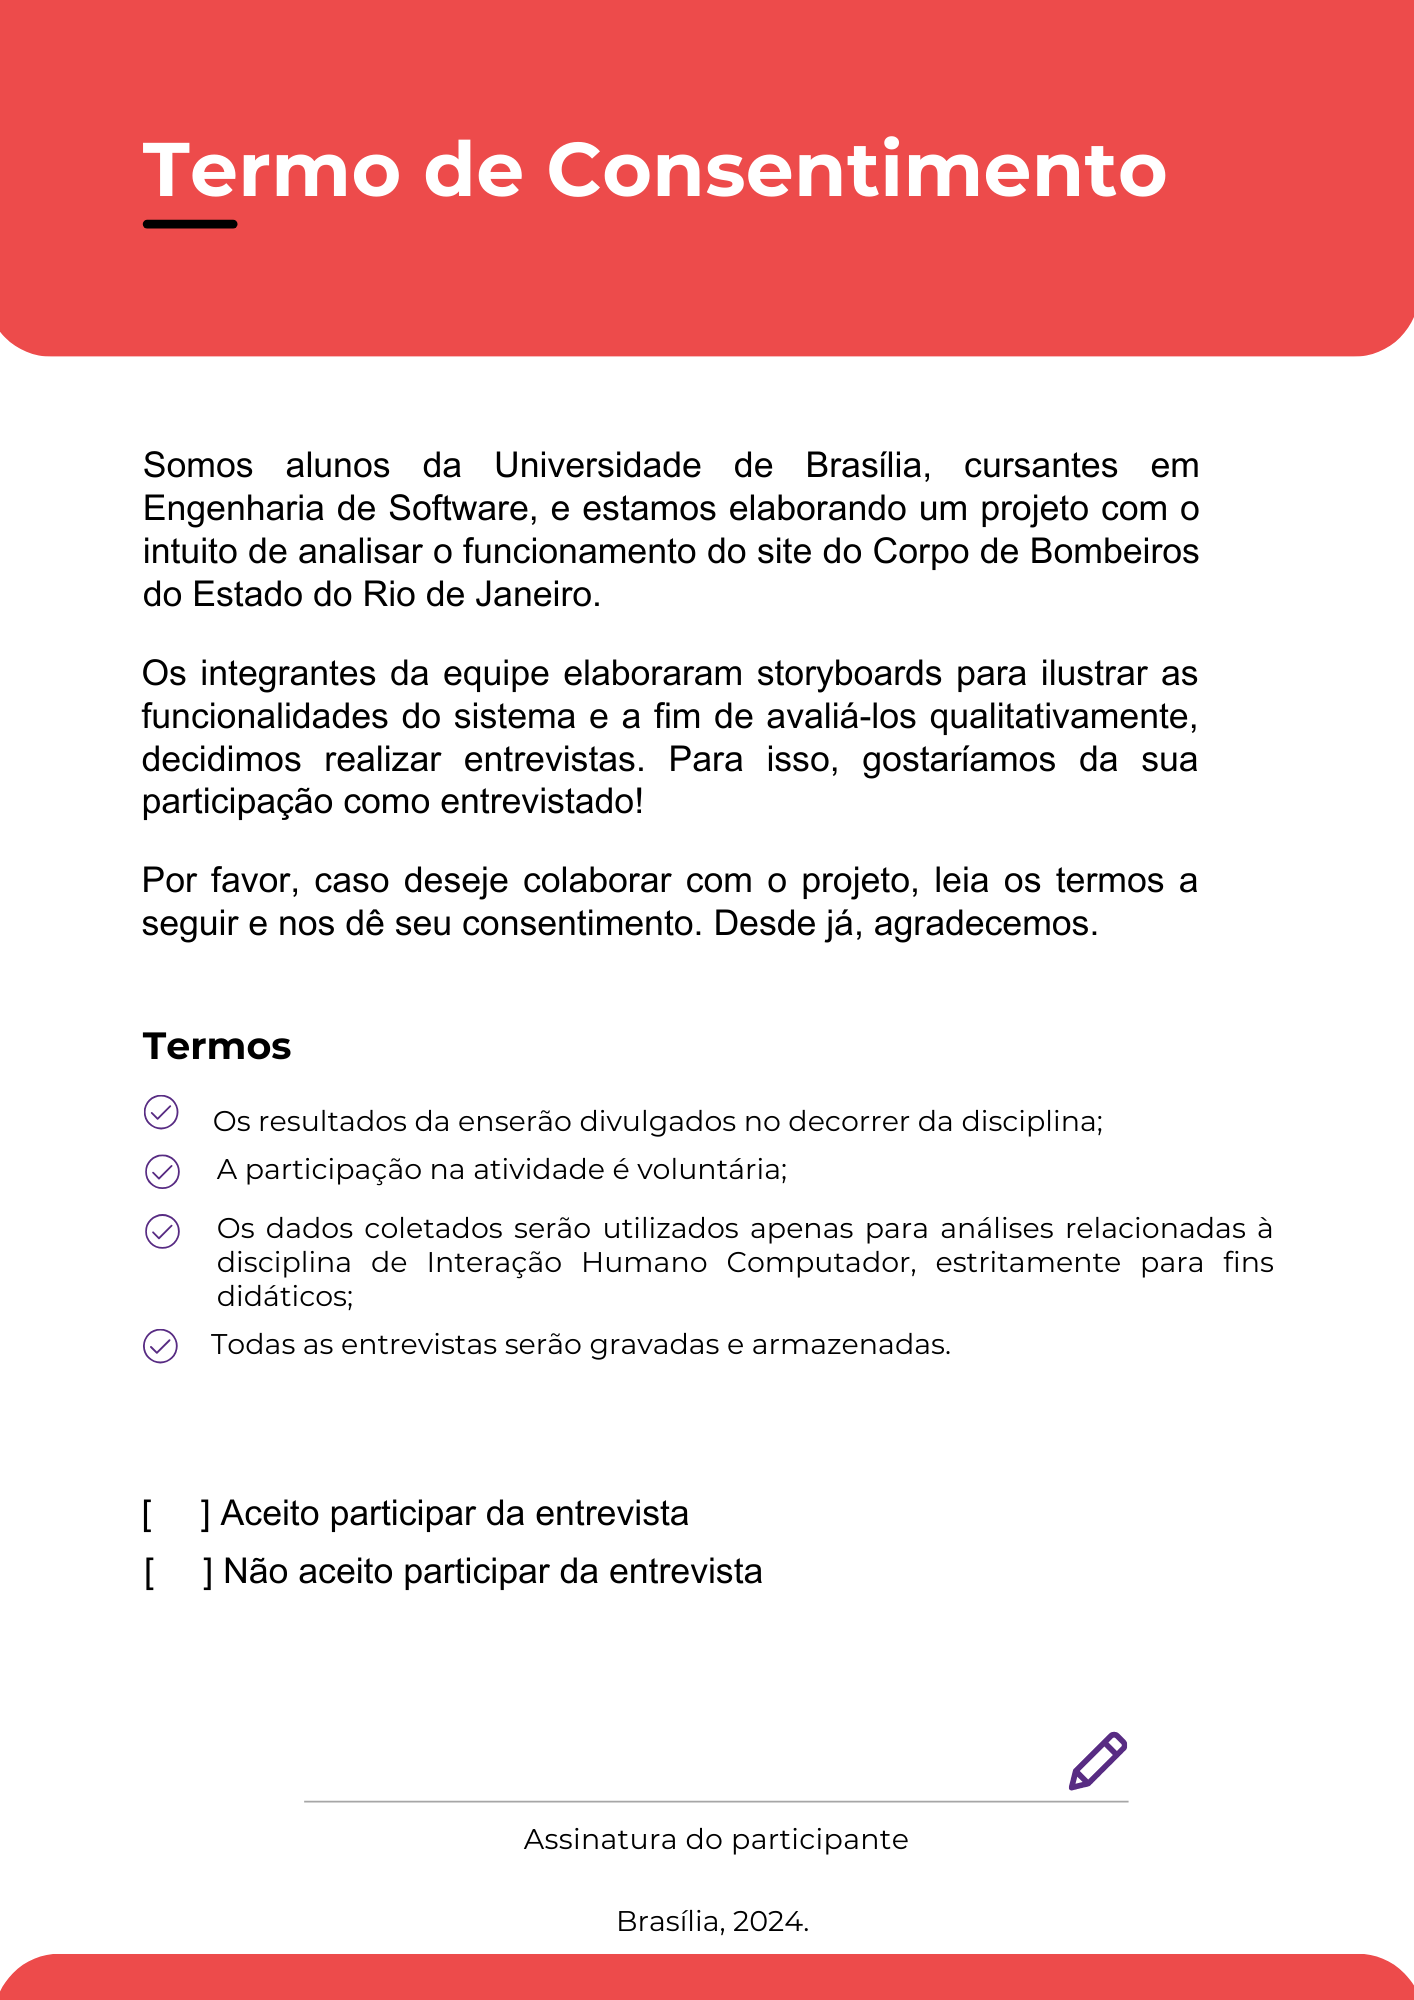 Termo de Consentimento
Somos alunos da Universidade de Brasília, cursantes em
Engenharia de Software, e estamos elaborando um projeto com o
intuito de analisar o funcionamento do site do Corpo de Bombeiros
do Estado do Rio de Janeiro.
Os integrantes da equipe elaboraram storyboards para ilustrar as
funcionalidades do sistema e a fim de avaliá-los qualitativamente,
decidimos realizar entrevistas. Para isso, gostaríamos da sua
participação como entrevistado!
Por favor, caso deseje colaborar com o projeto, leia os termos a
seguir e nos dê seu consentimento. Desde já, agradecemos.
Termos
Os resultados da enserão divulgados no decorrer da disciplina;
A participação na atividade é voluntária;
Os dados coletados serão utilizados apenas para análises relacionadas à
disciplina de Interação Humano Computador, estritamente para fins
didáticos;
Todas as entrevistas serão gravadas e armazenadas.
[ ] Aceito participar da entrevista
[ ] Não aceito participar da entrevista
Assinatura do participante
Brasília, 2024.